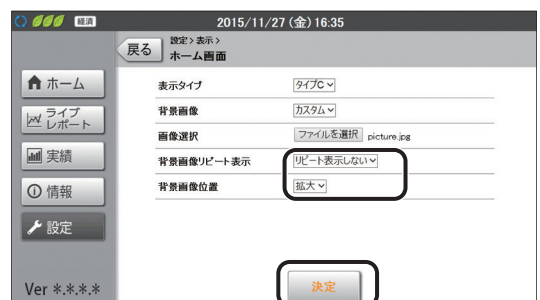 経済 2015/11/27 (金) 16:35
戻る 設定> 表示>
ホーム画面
ホーム
ライブ
レポート
実績
情報
設定
Ver *.*.*.*
表示タイプ タイプC
背景画像 カスタム
画像選択 ファイルを選択 picture.jpg
背景画像リピート表示 リピート表示しない
背景画像位置 拡大
決定